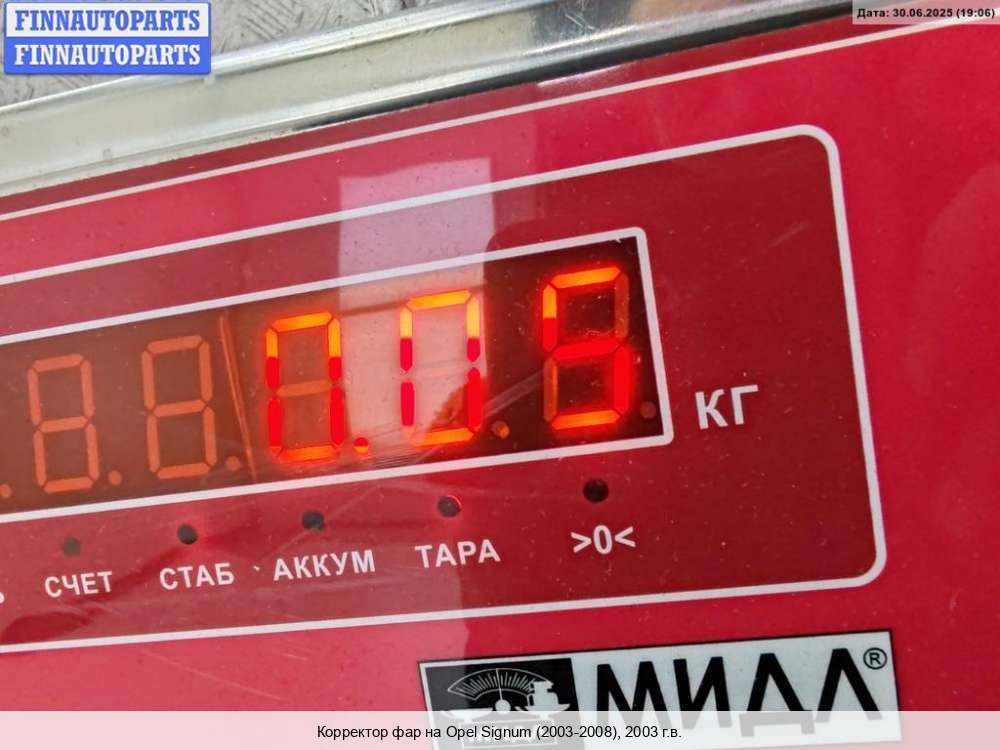 FINNAUTOPARTS
FINNAUTOPARTS
Дата: 30.06.2025 (19:06)
0.05
КГ
СЧЕТ СТАБ АККУМ ТАРА >0<
МИДЛ®
Корректор фар на Opel Signum (2003-2008), 2003 г.в.